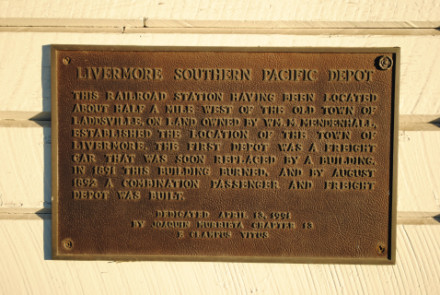 LIVERMORE SOUTHERN PACIFIC DEPOT
THIS RAILROAD STATION HAVING BEEN LOCATED
ABOUT HALF A MILE WEST OF THE OLD TOWN OF
LADDSVILLE, ON LAND OWNED BY WM. M. MENDENHALL,
ESTABLISHED THE LOCATION OF THE TOWN OF
LIVERMORE. THE FIRST DEPOT WAS A FREIGHT
CAR THAT WAS SOON REPLACED BY A BUILDING.
IN 1891 THIS BUILDING BURNED, AND BY AUGUST
1892 A COMBINATION PASSENGER AND FREIGHT
DEPOT WAS BUILT.
DEDICATED APRIL 13, 1991
BY JOAQUIN MURRIETA CHAPTER 13
E CLAMPUS VITUS